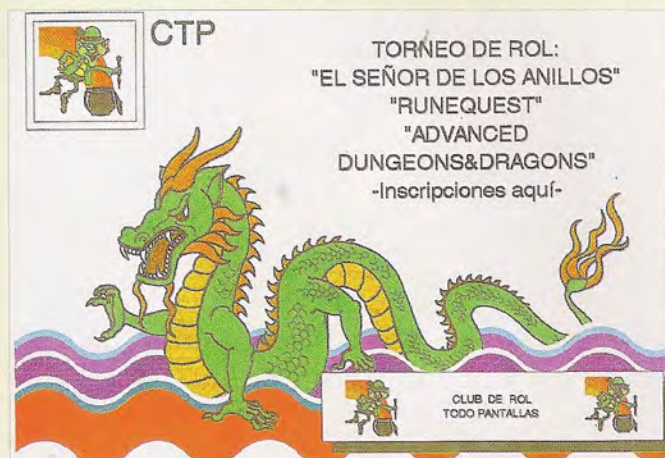 CTP
TORNEO DE ROL:
"EL SEÑOR DE LOS ANILLOS"
"RUNEQUEST"
"ADVANCED
DUNGEONS&DRAGONS"
-Inscripciones aquí-
CLUB DE ROL
TODO PANTALLAS